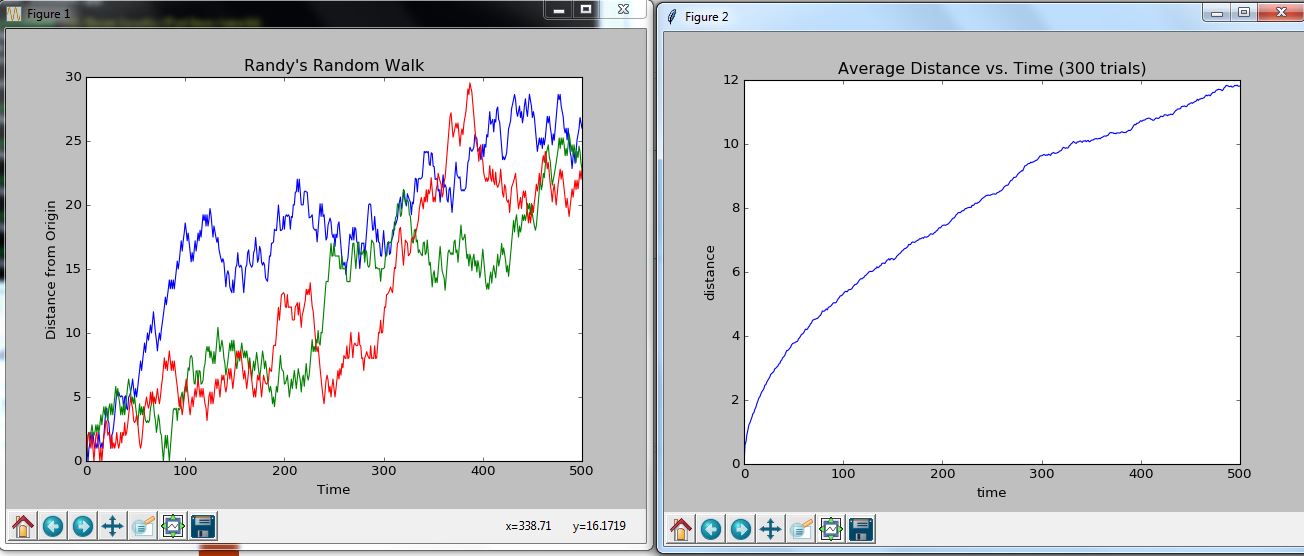 Figure 1
Randy's Random Walk
Distance from Origin
30
25
20
15
10
5
0
0 100 200 300 400 500
Time
x=338.71 y=16.1719
Figure 2
Average Distance vs. Time (300 trials)
distance
12
10
8
6
4
2
0
0 100 200 300 400 500
time